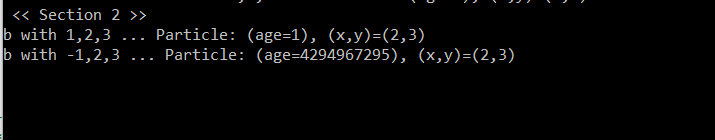 << Section 2 >>
b with 1,2,3 ... Particle: (age=1), (x,y)=(2,3)
b with -1,2,3 ... Particle: (age=4294967295), (x,y)=(2,3)